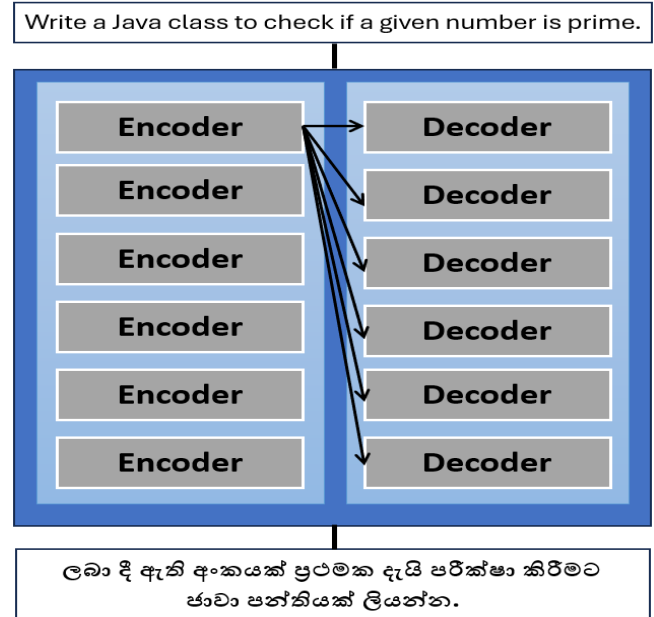 Write a Java class to check if a given number is prime.
Encoder
Decoder
Encoder
Decoder
Encoder
Decoder
Encoder
Decoder
Encoder
Decoder
Encoder
Decoder
ලබා දී ඇති අංකයක් ප්‍රථමක දැයි පරීක්ෂා කිරීමට
ජාවා පන්තියක් ලියන්න.